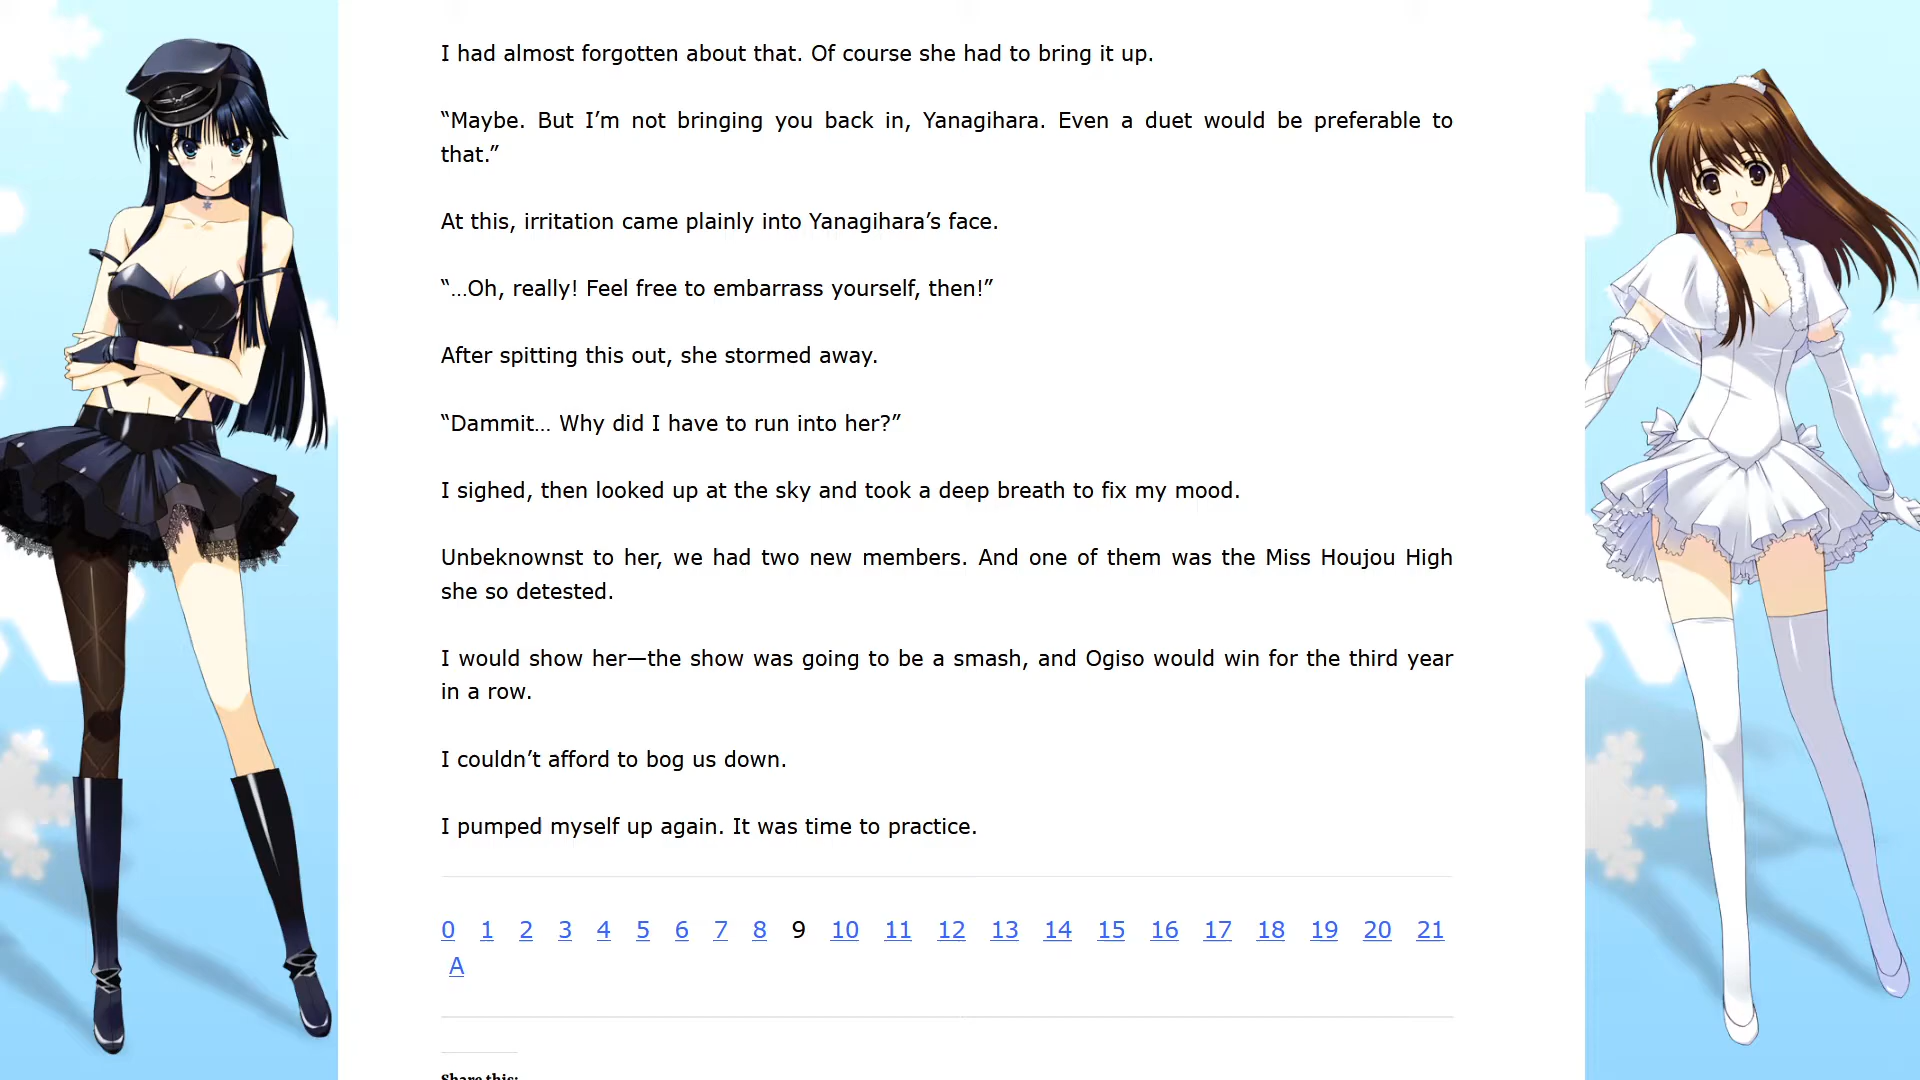 I had almost forgotten about that. Of course she had to bring it up.
“Maybe. But I’m not bringing you back in, Yanagihara. Even a duet would be preferable to
that.”
At this, irritation came plainly into Yanagihara’s face.
“…Oh, really! Feel free to embarrass yourself, then!”
After spitting this out, she stormed away.
“Dammit… Why did I have to run into her?”
I sighed, then looked up at the sky and took a deep breath to fix my mood.
Unbeknownst to her, we had two new members. And one of them was the Miss Houjou High
she so detested.
I would show her—the show was going to be a smash, and Ogiso would win for the third year
in a row.
I couldn’t afford to bog us down.
I pumped myself up again. It was time to practice.
0 1 2 3 4 5 6 7 8 9 10 11 12 13 14 15 16 17 18 19 20 21
A
Share this: